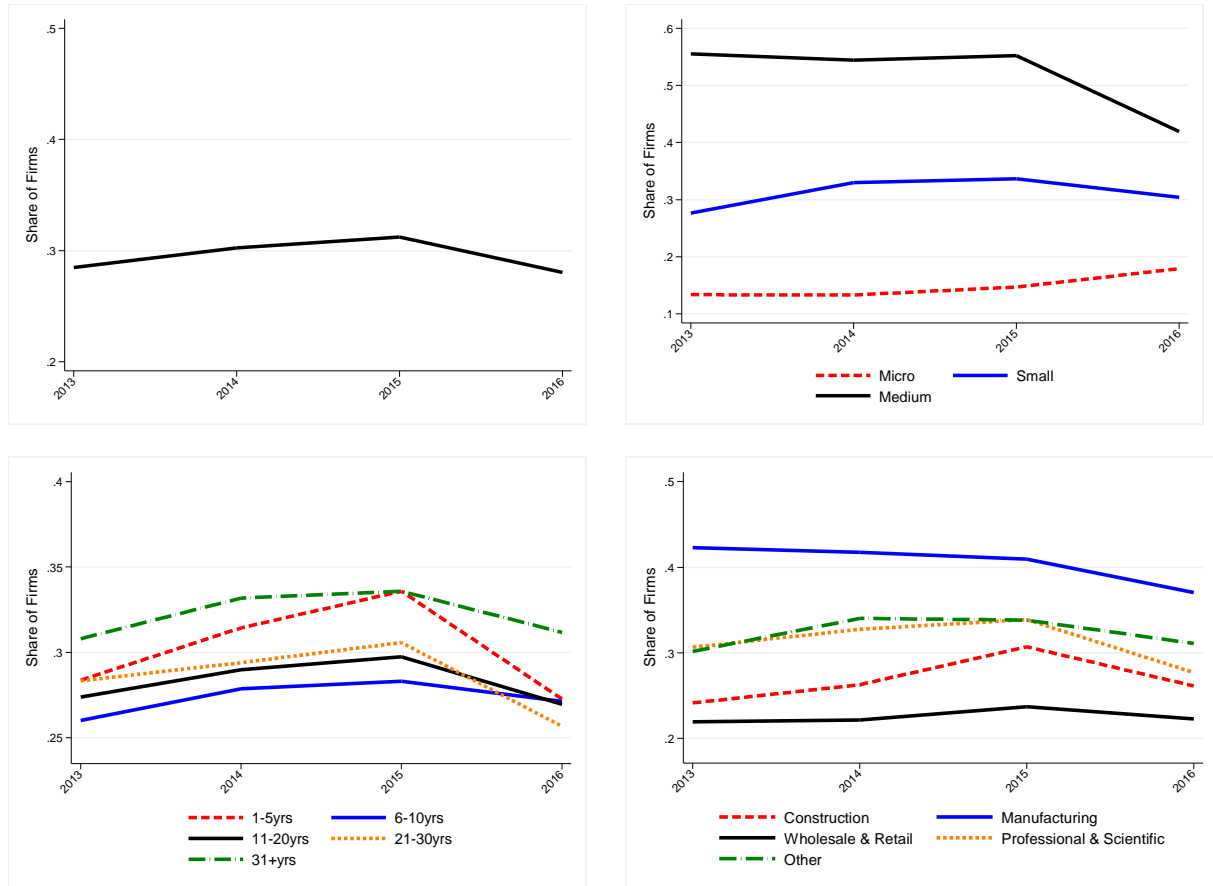 .5
.4
.3
.2
Share of Firms
2013
2014
2015
2016
.6
.5
.4
.3
.2
.1
Share of Firms
2013
2014
2015
2016
Micro
Small
Medium
.4
.35
.3
.25
Share of Firms
2013
2014
2015
2016
1-5yrs
6-10yrs
11-20yrs
21-30yrs
31+yrs
.5
.4
.3
.2
Share of Firms
2013
2014
2015
2016
Construction
Manufacturing
Wholesale & Retail
Professional & Scientific
Other